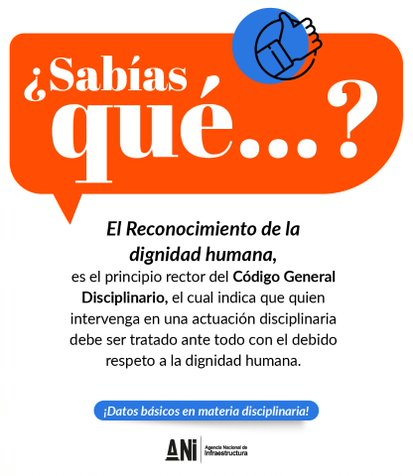 ¿Sabías
qué...?
El Reconocimiento de la
dignidad humana,
es el principio rector del Código General
Disciplinario, el cual indica que quien
intervenga en una actuación disciplinaria
debe ser tratado ante todo con el debido
respeto a la dignidad humana.
¡Datos básicos en materia disciplinaria!
ANi
Agencia Nacional de
Infraestructura